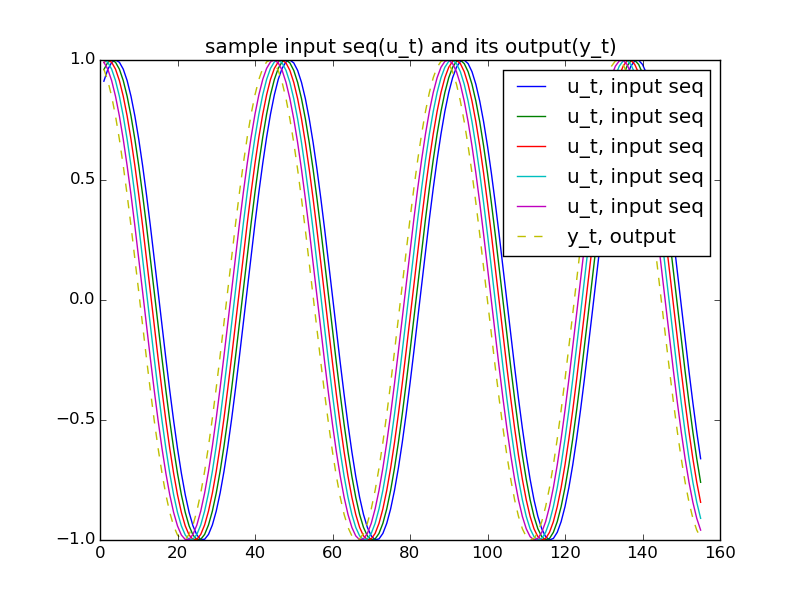 sample input seq(u_t) and its output(y_t)
1.0
0.5
0.0
−0.5
−1.0
0 20 40 60 80 100 120 140 160
u_t, input seq
u_t, input seq
u_t, input seq
u_t, input seq
u_t, input seq
y_t, output